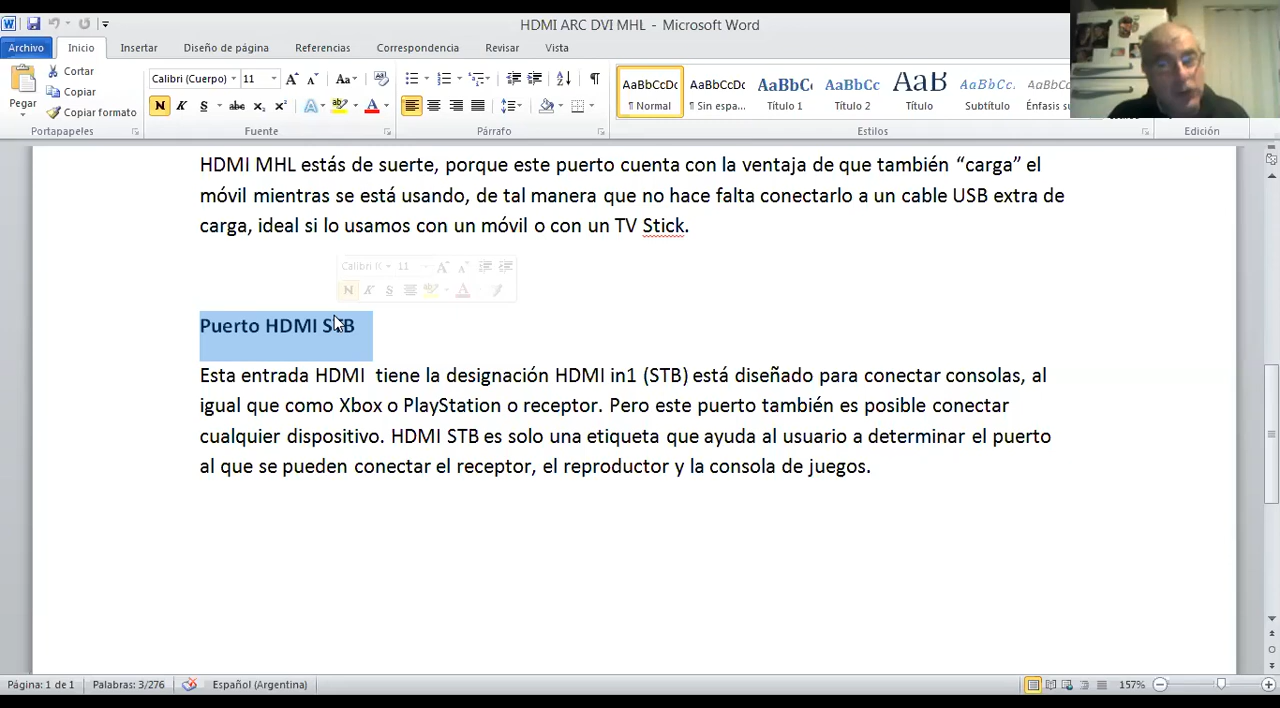 HDMI ARC DVI MHL - Microsoft Word
Archivo Inicio Insertar Diseño de página Referencias Correspondencia Revisar Vista
Pegar
Cortar
Copiar
Copiar formato
Portapapeles
Calibri (Cuerpo) 11
N K S abc x₂ x²
Fuente
Párrafo
AaBbCcDc AaBbCcDc AaBbC( AaBbCc AaB AaBbCc. AaBbCc
Normal Sin espa... Título 1 Título 2 Título Subtítulo Énfasis su
Estilos
Edición
HDMI MHL estás de suerte, porque este puerto cuenta con la ventaja de que también “carga” el
móvil mientras se está usando, de tal manera que no hace falta conectarlo a un cable USB extra de
carga, ideal si lo usamos con un móvil o con un TV Stick.
Calibri (C 11
N K S
Puerto HDMI STB
Esta entrada HDMI tiene la designación HDMI in1 (STB) está diseñado para conectar consolas, al
igual que como Xbox o PlayStation o receptor. Pero este puerto también es posible conectar
cualquier dispositivo. HDMI STB es solo una etiqueta que ayuda al usuario a determinar el puerto
al que se pueden conectar el receptor, el reproductor y la consola de juegos.
Página: 1 de 1 Palabras: 3/276 Español (Argentina) 157%